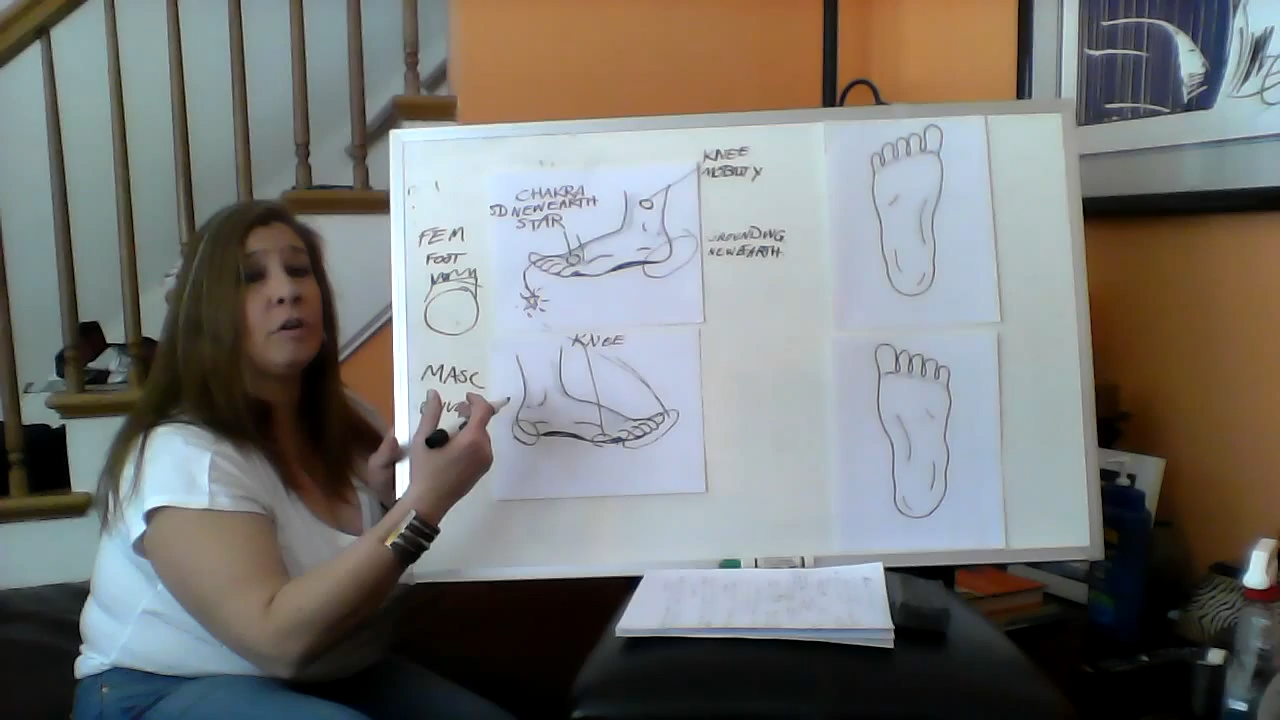 KNEE
MOBILITY
CHAKRA
5D NEW EARTH
STAR
FEM
FOOT
GROUNDING
NEW EARTH
KNEE
MASC